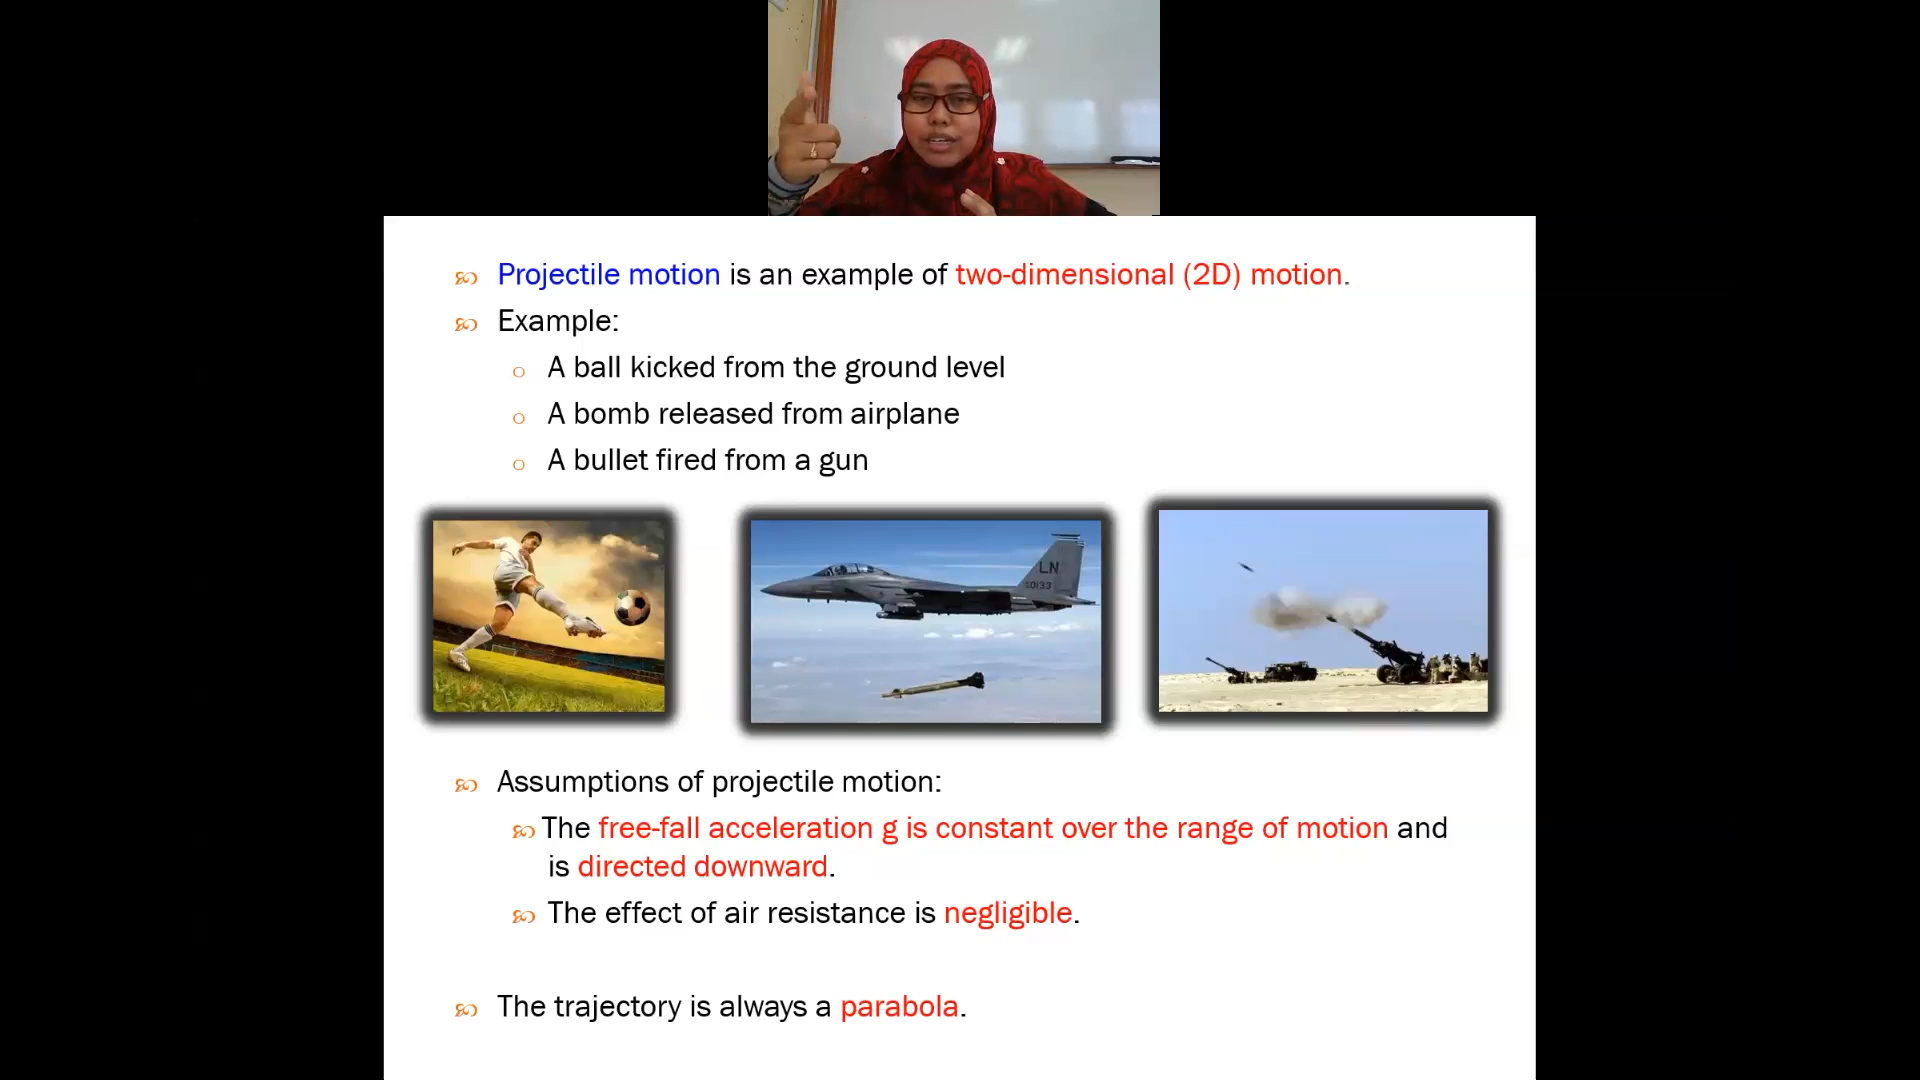 Projectile motion is an example of two-dimensional (2D) motion.
Example:
A ball kicked from the ground level
A bomb released from airplane
A bullet fired from a gun
LN
0133
Assumptions of projectile motion:
The free-fall acceleration g is constant over the range of motion and
is directed downward.
The effect of air resistance is negligible.
The trajectory is always a parabola.